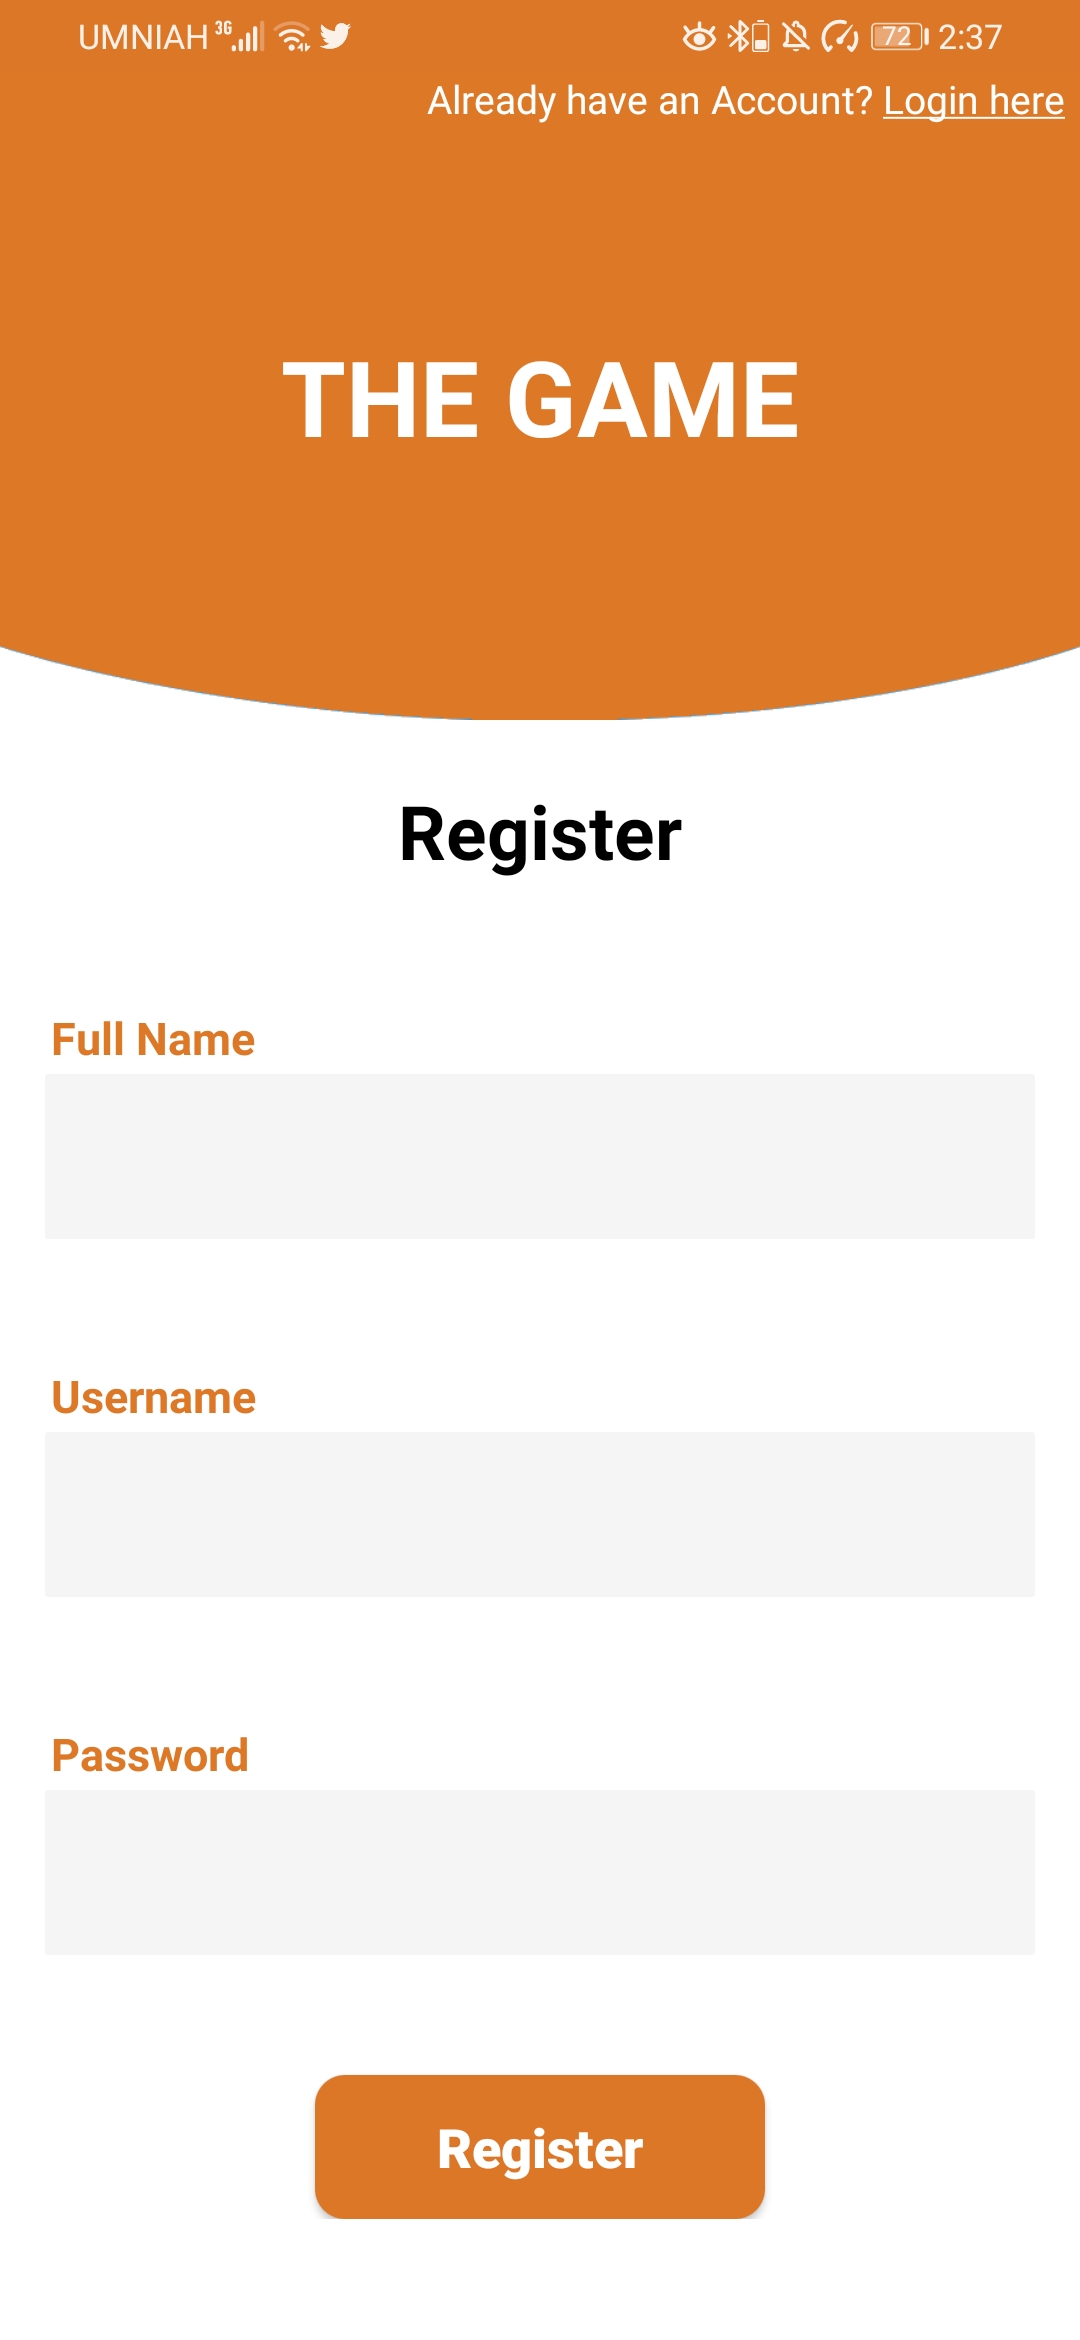 UMNIAH 3G 72 2:37
Already have an Account? Login here
THE GAME
Register
Full Name
Username
Password
Register